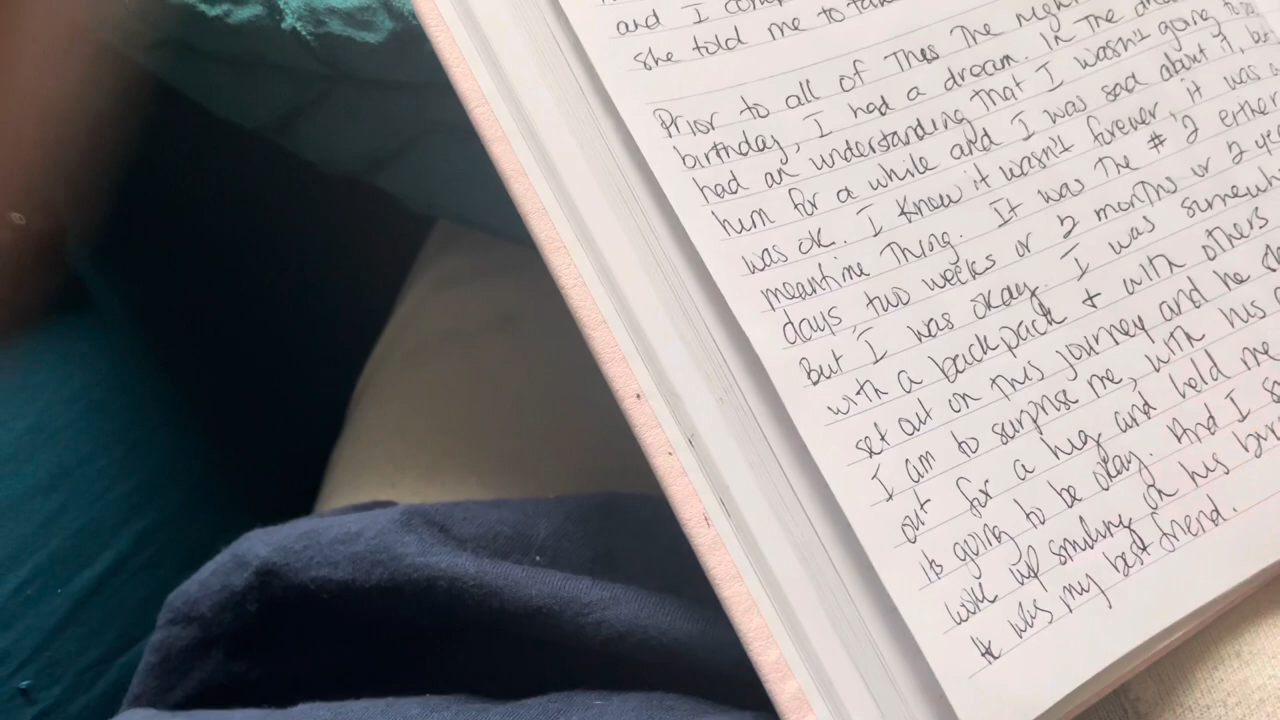 and I
she told me to
Prior to all of This The night
birthday, I had a dream. In The
had an understanding that I wasn't going to
him for a while and I was sad about it, but
was ok. I knew it wasn't forever, it was a
meantime Thing. It was The # 2 either
days two weeks or 2 months or 2
But I was okay. I was
with a backpack + with others
set out on This journey and he
I am to surprise me, with his
out for a hug and held me
is going to be okay. And I
woke up smiling on his
He was my best friend.